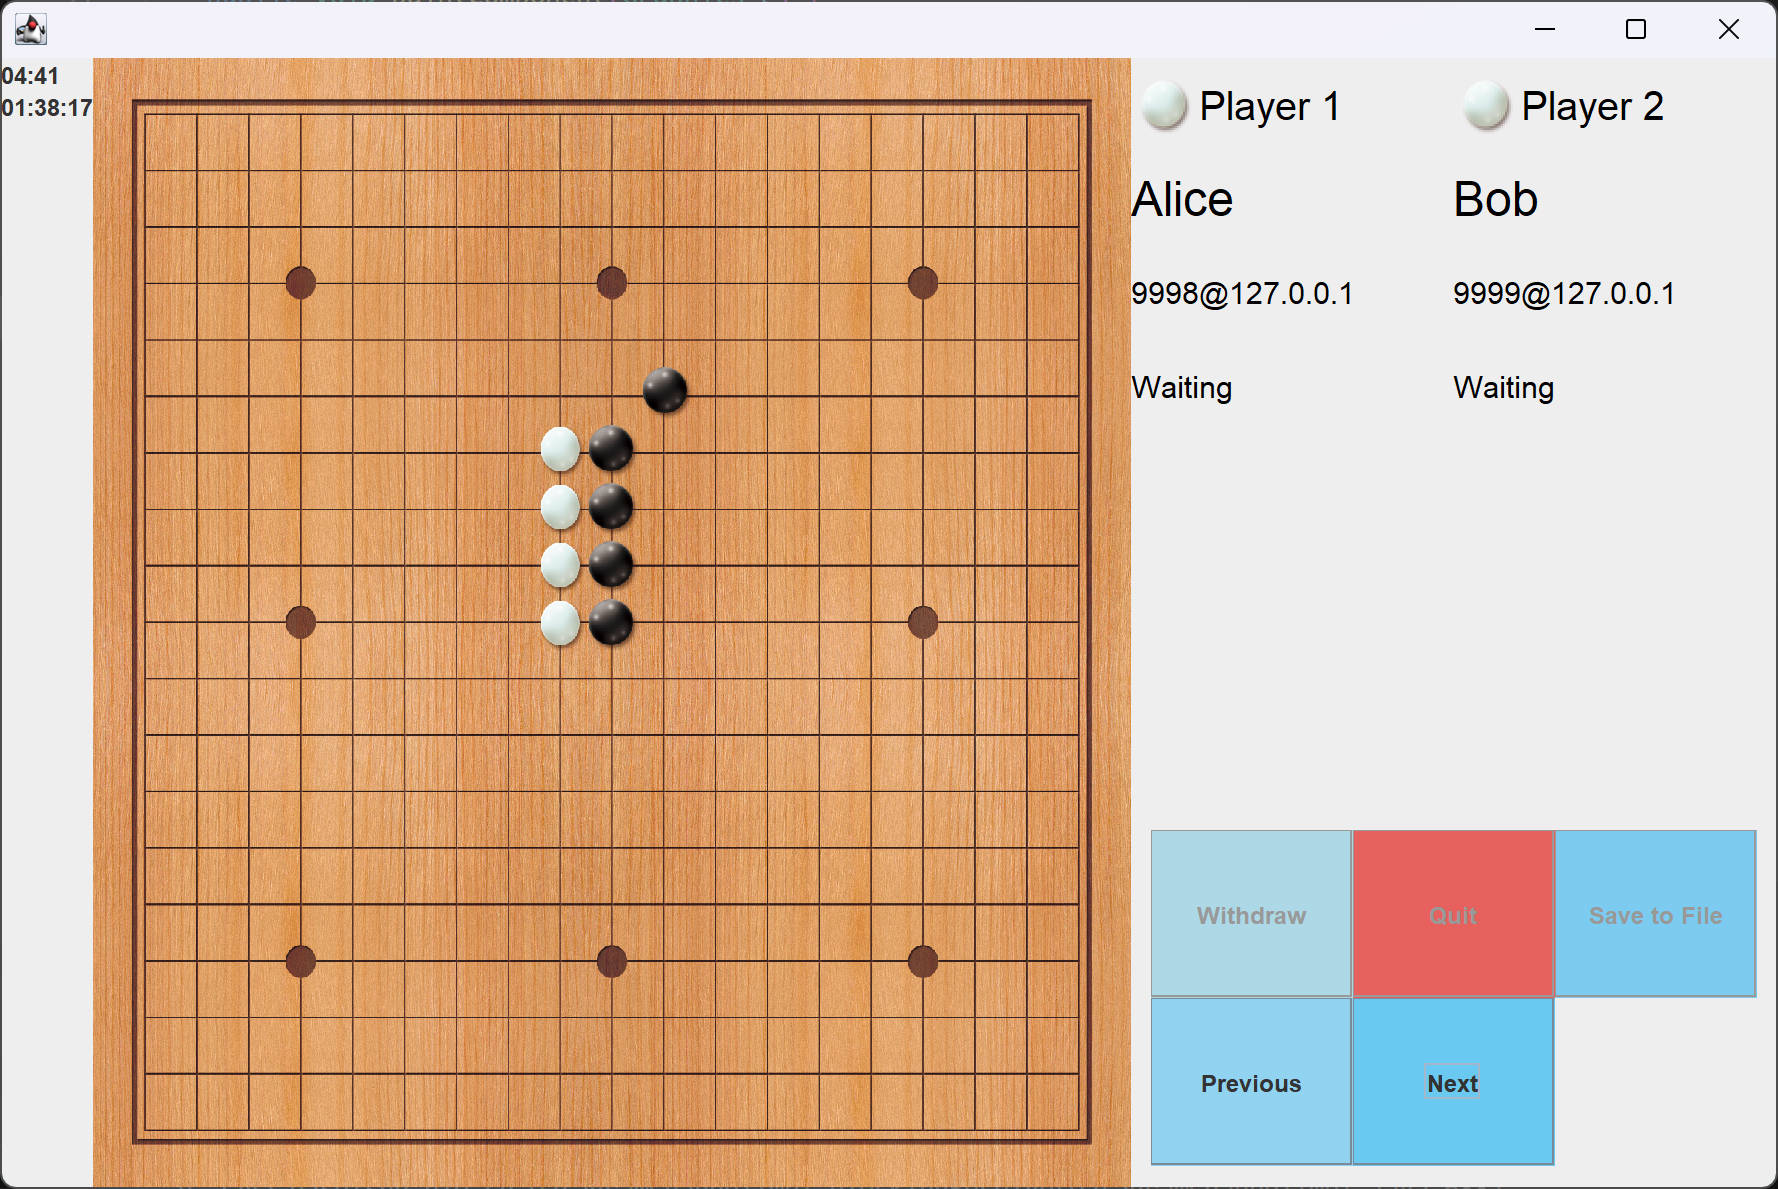 04:41
01:38:17
Player 1
Player 2
Alice
Bob
9998@127.0.0.1
9999@127.0.0.1
Waiting
Waiting
Withdraw
Quit
Save to File
Previous
Next